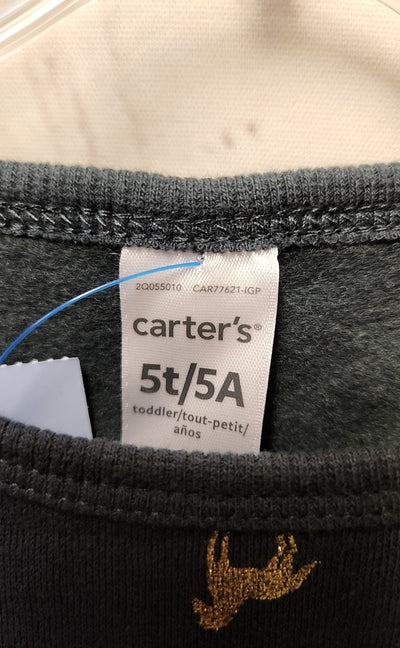 2Q055010 CAR77621-IGP
carter's®
5t/5A
toddler/tout-petit/
años